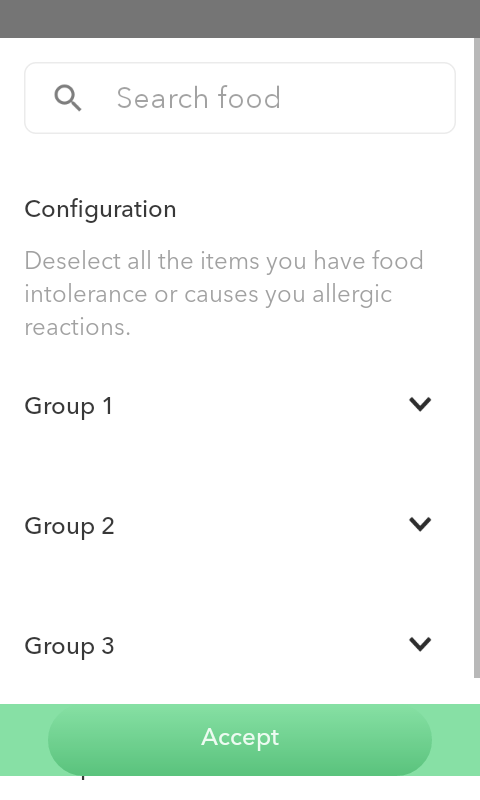 Search food
Configuration
Deselect all the items you have food
intolerance or causes you allergic
reactions.
Group 1
Group 2
Group 3
Accept